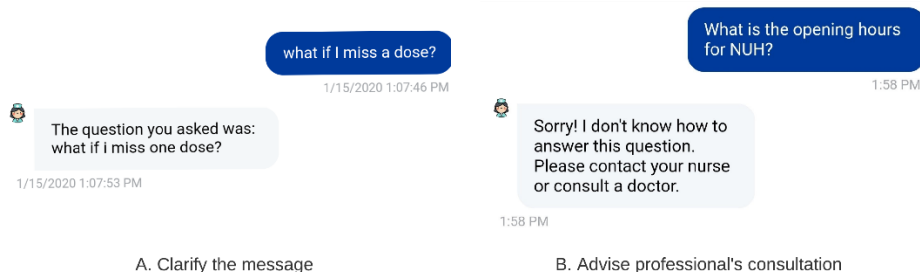 what if I miss a dose?
1/15/2020 1:07:46 PM
The question you asked was:
what if i miss one dose?
1/15/2020 1:07:53 PM
A. Clarify the message
What is the opening hours
for NUH?
1:58 PM
Sorry! I don't know how to
answer this question.
Please contact your nurse
or consult a doctor.
1:58 PM
B. Advise professional's consultation